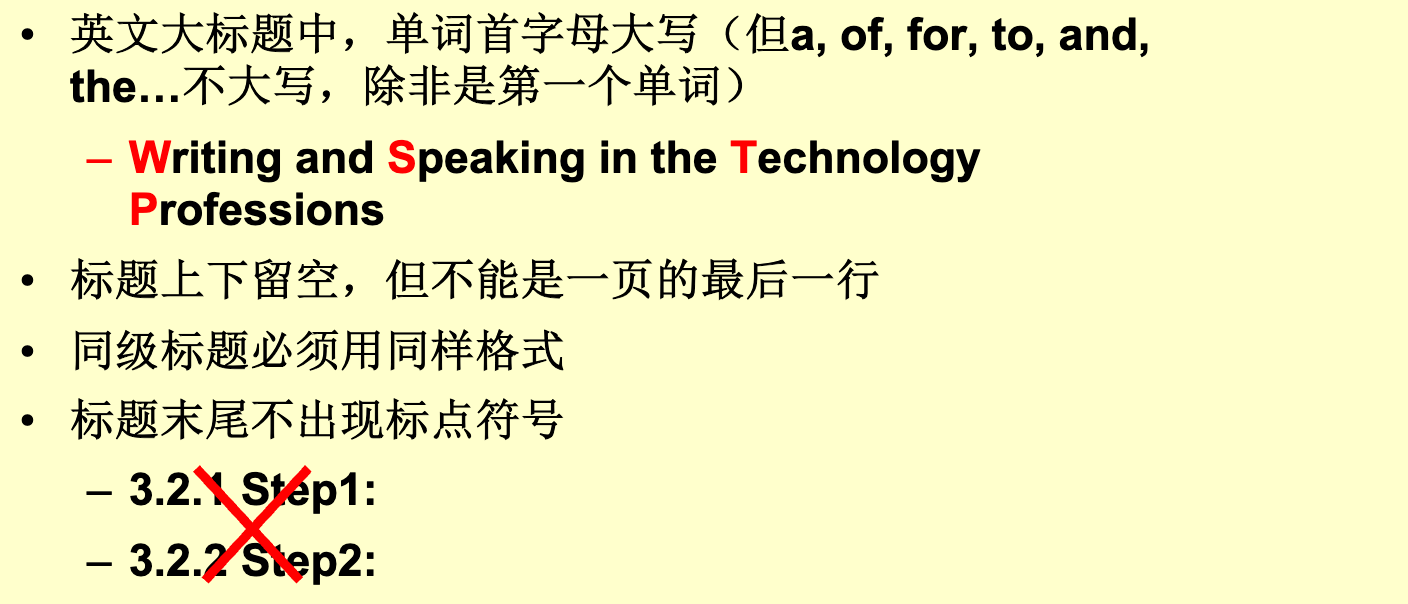 • 英文大标题中，单词首字母大写（但a, of, for, to, and,
the…不大写，除非是第一个单词）
– Writing and Speaking in the Technology
Professions
• 标题上下留空，但不能是一页的最后一行
• 同级标题必须用同样格式
• 标题末尾不出现标点符号
– 3.2.1 Step1:
– 3.2.2 Step2: